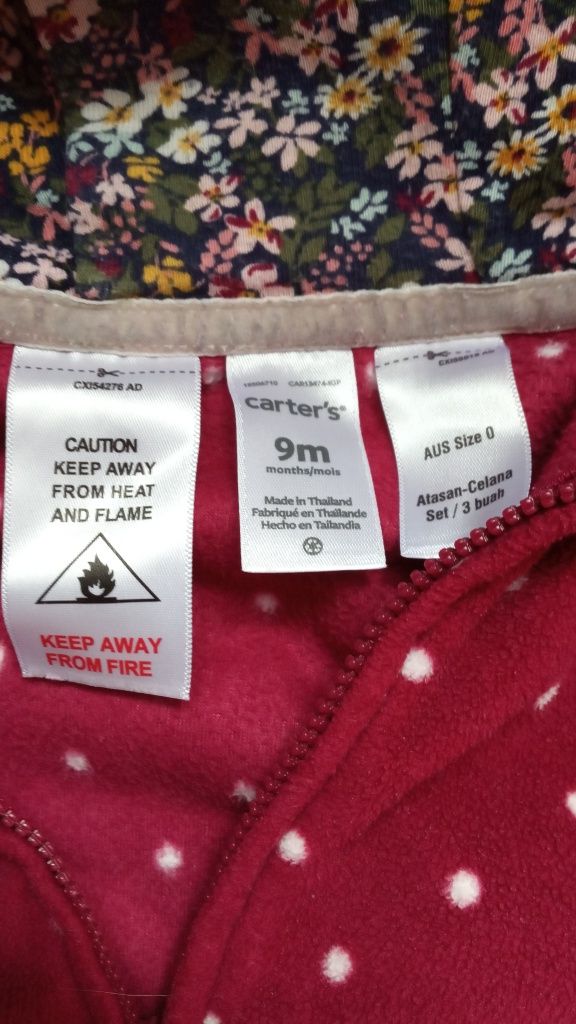 CXI54276 AD
CAUTION
KEEP AWAY
FROM HEAT
AND FLAME
KEEP AWAY
FROM FIRE
carter's®
9m
months/mois
Made in Thailand
Fabriqué en Thaïlande
Hecho en Tailandia
AUS Size 0
Atasan-Celana
Set / 3 buah